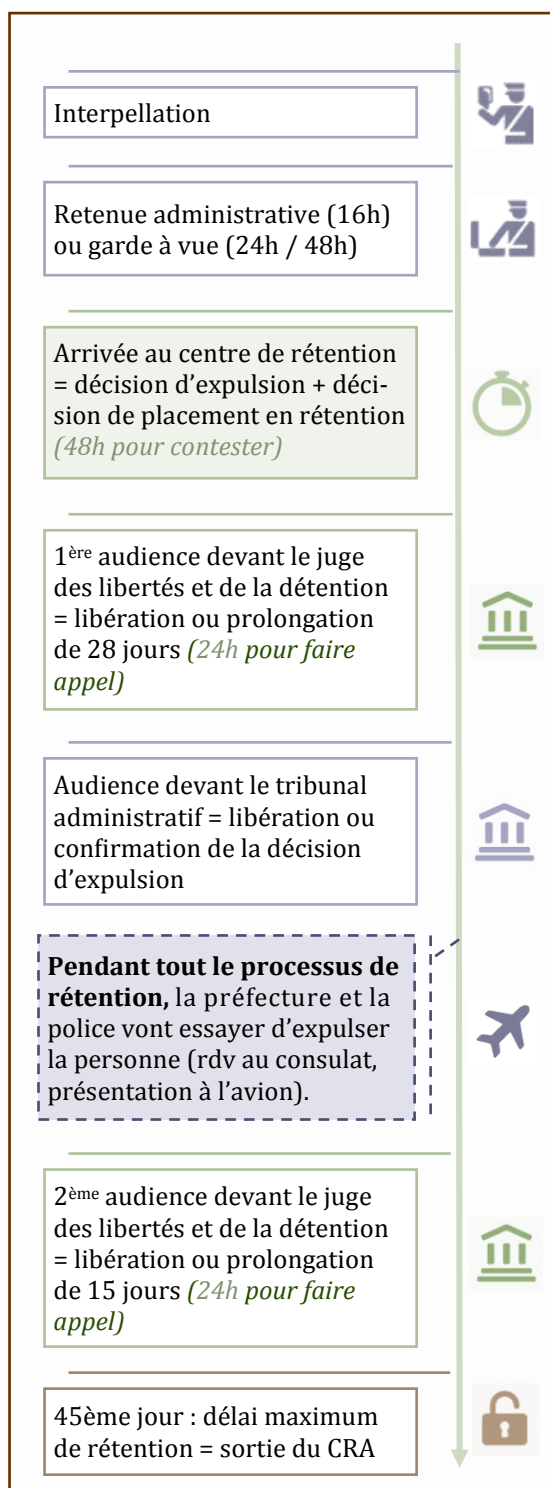 Interpellation
Retenue administrative (16h)
ou garde à vue (24h / 48h)
Arrivée au centre de rétention
= décision d’expulsion + déci-
sion de placement en rétention
(48h pour contester)
1ère audience devant le juge
des libertés et de la détention
= libération ou prolongation
de 28 jours (24h pour faire
appel)
Audience devant le tribunal
administratif = libération ou
confirmation de la décision
d’expulsion
Pendant tout le processus de
rétention, la préfecture et la
police vont essayer d’expulser
la personne (rdv au consulat,
présentation à l’avion).
2ème audience devant le juge
des libertés et de la détention
= libération ou prolongation
de 15 jours (24h pour faire
appel)
45ème jour : délai maximum
de rétention = sortie du CRA